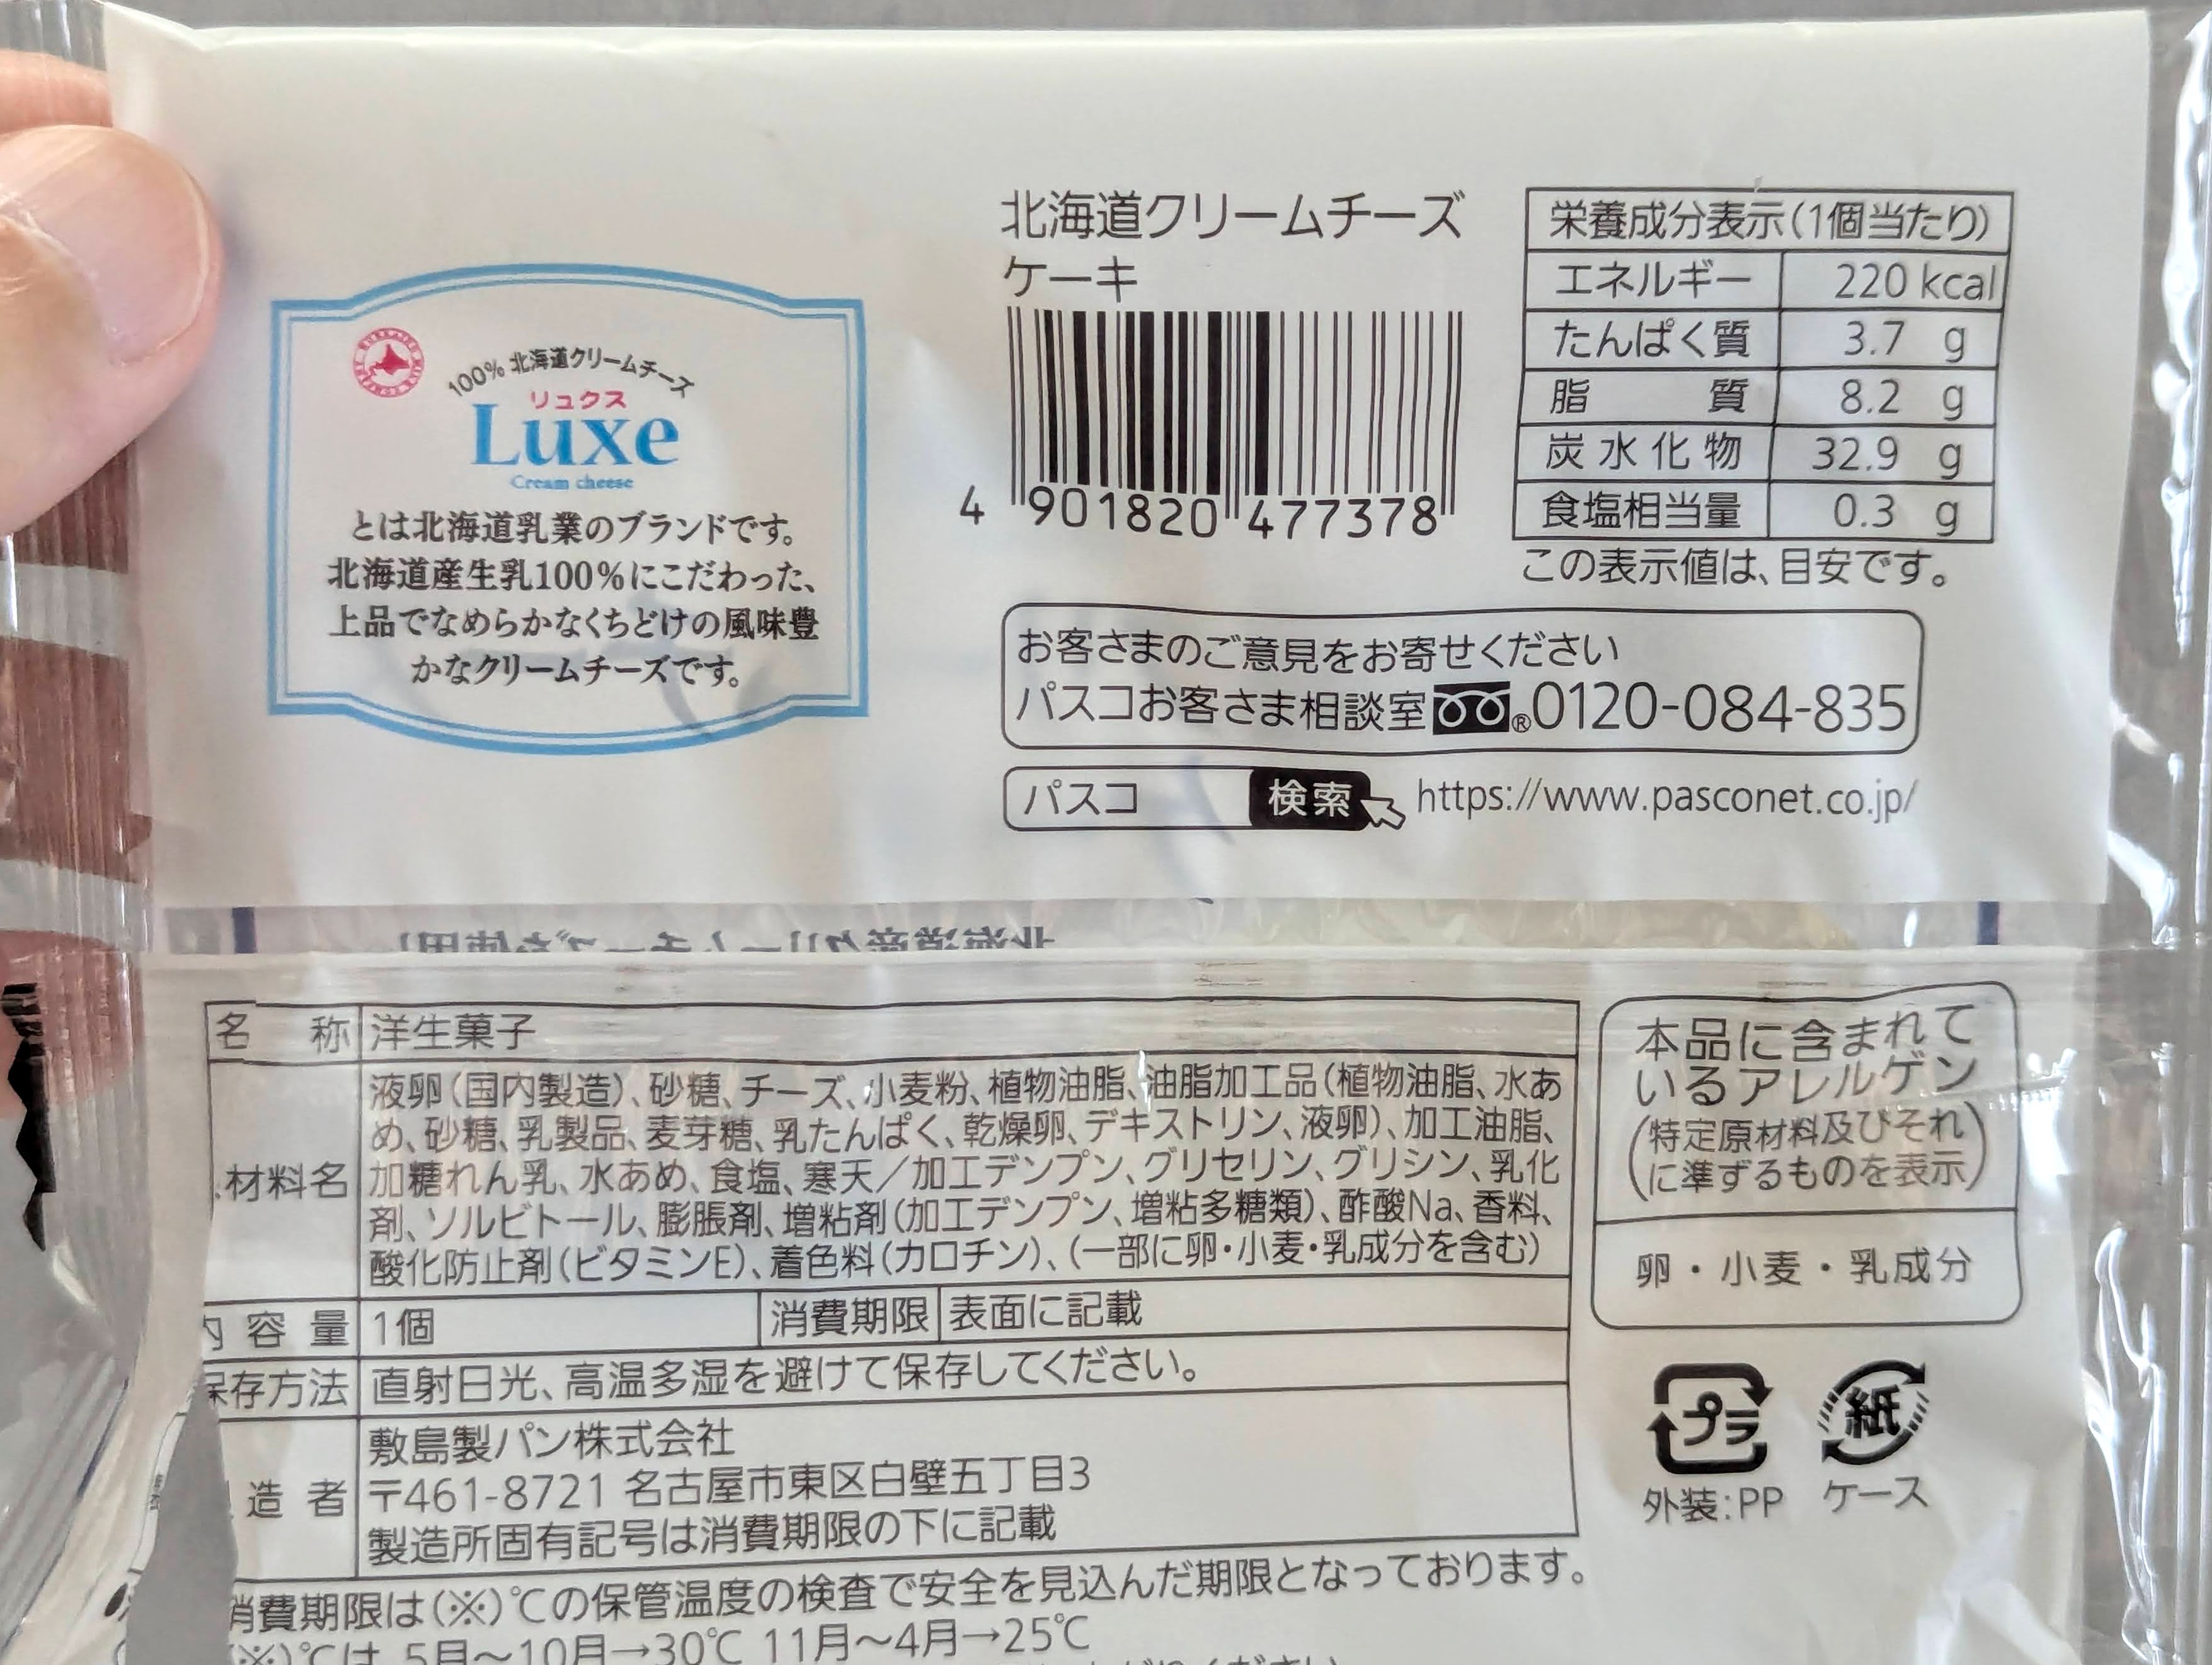 100% 北海道クリームチーズ
リュクス
Luxe
Cream cheese
とは北海道乳業のブランドです。
北海道産生乳100%にこだわった、
上品でなめらかなくちどけの風味豊
かなクリームチーズです。
北海道クリームチーズ
ケーキ
4 901820 477378
栄養成分表示(1個当たり)
エネルギー 220 kcal
たんぱく質 3.7 g
脂質 8.2 g
炭水化物 32.9 g
食塩相当量 0.3 g
この表示値は、目安です。
お客さまのご意見をお寄せください
パスコお客さま相談室 ®0120-084-835
パスコ 検索 https://www.pasconet.co.jp/
名称 洋生菓子
材料名 液卵(国内製造)、砂糖、チーズ、小麦粉、植物油脂、油脂加工品(植物油脂、水あ
め、砂糖、乳製品、麦芽糖、乳たんぱく、乾燥卵、デキストリン、液卵)、加工油脂、
加糖れん乳、水あめ、食塩、寒天/加工デンプン、グリセリン、グリシン、乳化
剤、ソルビトール、膨脹剤、増粘剤(加工デンプン、増粘多糖類)、酢酸Na、香料、
酸化防止剤(ビタミンE)、着色料(カロチン)、(一部に卵・小麦・乳成分を含む)
内容量 1個 消費期限 表面に記載
保存方法 直射日光、高温多湿を避けて保存してください。
造者 敷島製パン株式会社
〒461-8721 名古屋市東区白壁五丁目3
製造所固有記号は消費期限の下に記載
消費期限は(※)℃の保管温度の検査で安全を見込んだ期限となっております。
(※)℃は 5月~10月→30℃ 11月~4月→25℃
本品に含まれて
いるアレルゲン
(特定原材料及びそれ
に準ずるものを表示)
卵・小麦・乳成分
プラ 紙
外装:PP ケース